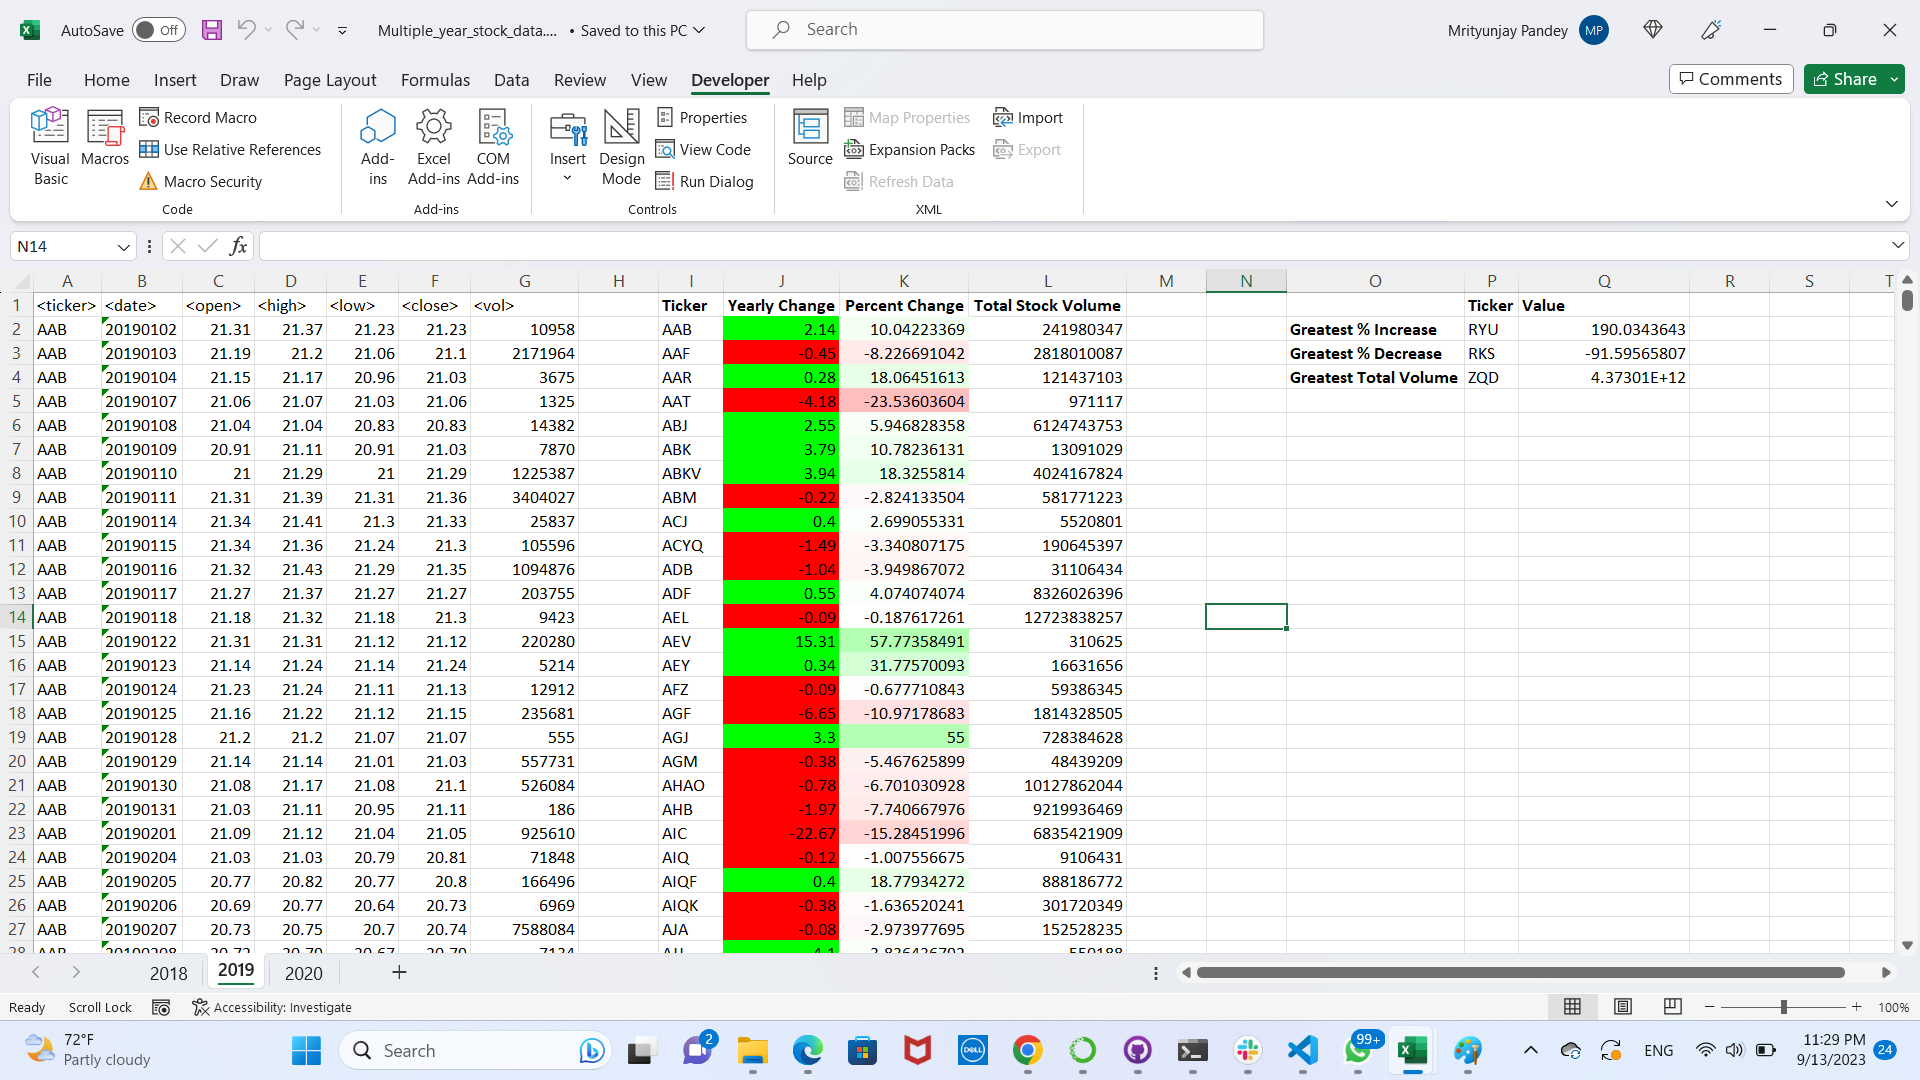 AutoSave Off Multiple_year_stock_data.... • Saved to this PC Search Mrityunjay Pandey MP
File Home Insert Draw Page Layout Formulas Data Review View Developer Help Comments Share
Visual Basic Macros Record Macro Use Relative References Macro Security Code
Add-ins Excel Add-ins COM Add-ins Add-ins
Insert Design Mode Properties View Code Run Dialog Controls
Source Map Properties Expansion Packs Refresh Data Import Export XML
N14 fx
A B C D E F G H I J K L M N O P Q R S T
1 <ticker> <date> <open> <high> <low> <close> <vol> Ticker Yearly Change Percent Change Total Stock Volume Ticker Value
2 AAB 20190102 21.31 21.37 21.23 21.23 10958 AAB 2.14 10.04223369 241980347 Greatest % Increase RYU 190.0343643
3 AAB 20190103 21.19 21.2 21.06 21.1 2171964 AAF -0.45 -8.226691042 2818010087 Greatest % Decrease RKS -91.59565807
4 AAB 20190104 21.15 21.17 20.96 21.03 3675 AAR 0.28 18.06451613 121437103 Greatest Total Volume ZQD 4.37301E+12
5 AAB 20190107 21.06 21.07 21.03 21.06 1325 AAT -4.18 -23.53603604 971117
6 AAB 20190108 21.04 21.04 20.83 20.83 14382 ABJ 2.55 5.946828358 6124743753
7 AAB 20190109 20.91 21.11 20.91 21.03 7870 ABK 3.79 10.78236131 13091029
8 AAB 20190110 21 21.29 21 21.29 1225387 ABKV 3.94 18.3255814 4024167824
9 AAB 20190111 21.31 21.39 21.31 21.36 3404027 ABM -0.22 -2.824133504 581771223
10 AAB 20190114 21.34 21.41 21.3 21.33 25837 ACJ 0.4 2.699055331 5520801
11 AAB 20190115 21.34 21.36 21.24 21.3 105596 ACYQ -1.49 -3.340807175 190645397
12 AAB 20190116 21.32 21.43 21.29 21.35 1094876 ADB -1.04 -3.949867072 31106434
13 AAB 20190117 21.27 21.37 21.27 21.27 203755 ADF 0.55 4.074074074 8326026396
14 AAB 20190118 21.18 21.32 21.18 21.3 9423 AEL -0.09 -0.187617261 12723838257
15 AAB 20190122 21.31 21.31 21.12 21.12 220280 AEV 15.31 57.77358491 310625
16 AAB 20190123 21.14 21.24 21.14 21.24 5214 AEY 0.34 31.77570093 16631656
17 AAB 20190124 21.23 21.24 21.11 21.13 12912 AFZ -0.09 -0.677710843 59386345
18 AAB 20190125 21.16 21.22 21.12 21.15 235681 AGF -6.65 -10.97178683 1814328505
19 AAB 20190128 21.2 21.2 21.07 21.07 555 AGJ 3.3 55 728384628
20 AAB 20190129 21.14 21.14 21.01 21.03 557731 AGM -0.38 -5.467625899 48439209
21 AAB 20190130 21.08 21.17 21.08 21.1 526084 AHAO -0.78 -6.701030928 10127862044
22 AAB 20190131 21.03 21.11 20.95 21.11 186 AHB -1.97 -7.740667976 9219936469
23 AAB 20190201 21.09 21.12 21.04 21.05 925610 AIC -22.67 -15.28451996 6835421909
24 AAB 20190204 21.03 21.03 20.79 20.81 71848 AIQ -0.12 -1.007556675 9106431
25 AAB 20190205 20.77 20.82 20.77 20.8 166496 AIQF 0.4 18.77934272 888186772
26 AAB 20190206 20.69 20.77 20.64 20.73 6969 AIQK -0.38 -1.636520241 301720349
27 AAB 20190207 20.73 20.75 20.7 20.74 7588084 AJA -0.08 -2.973977695 152528235
2018 2019 2020
Ready Scroll Lock Accessibility: Investigate 100%
72°F Partly cloudy Search 2 DELL 99+ ENG 11:29 PM 9/13/2023 24